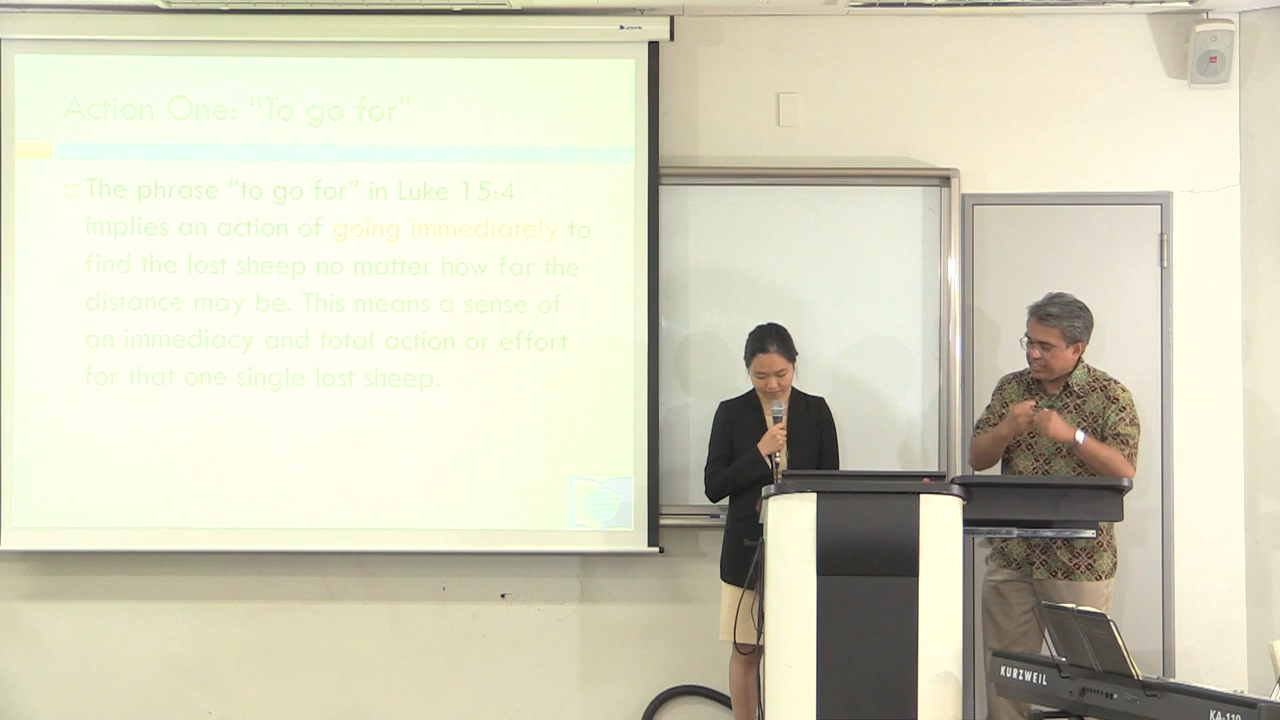 Action One: “To go for”
The phrase “to go for” in Luke 15:4
implies an action of going immediately to
find the lost sheep no matter how far the
distance may be. This means a sense of
an immediacy and total action or effort
for that one single lost sheep.
KURZWEIL
KA-110